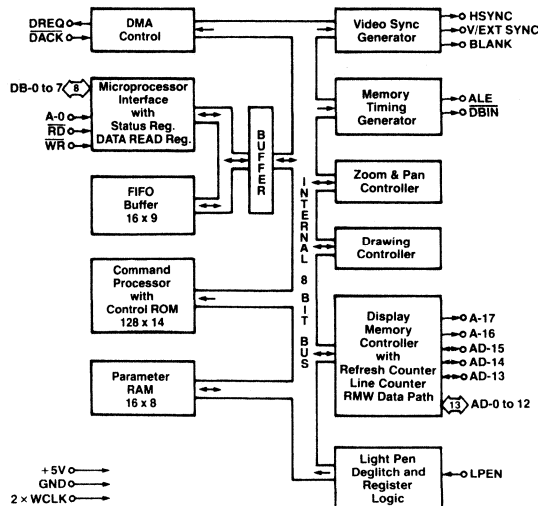 DREQ
DACK
DMA
Control
DB-0 to 7
8
A-0
RD
WR
Microprocessor
Interface
with
Status Reg.
DATA READ Reg.
FIFO
Buffer
16 x 9
BUFFER
Command
Processor
with
Control ROM
128 x 14
Parameter
RAM
16 x 8
+5V
GND
2 × WCLK
INTERNAL 8 BIT BUS
Video Sync
Generator
HSYNC
V/EXT SYNC
BLANK
Memory
Timing
Generator
ALE
DBIN
Zoom & Pan
Controller
Drawing
Controller
Display
Memory
Controller
with
Refresh Counter
Line Counter
RMW Data Path
A-17
A-16
AD-15
AD-14
AD-13
13
AD-0 to 12
Light Pen
Deglitch and
Register
Logic
LPEN